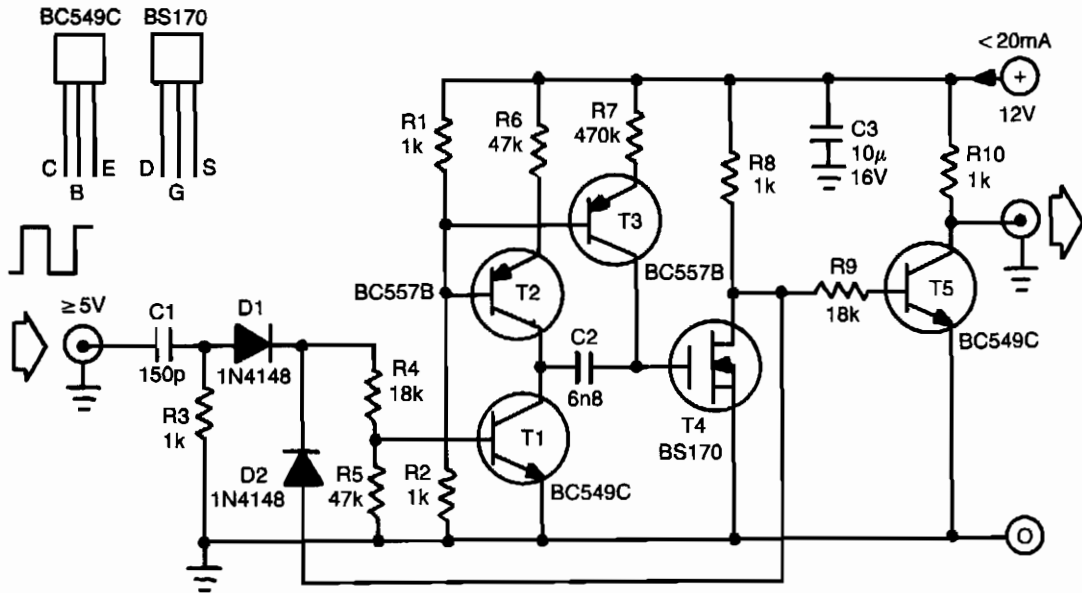 BC549C
BS170
C
B
E
D
G
S
<20mA
+
12V
R1
1k
R6
47k
R7
470k
R8
1k
C3
10µ
16V
R10
1k
T3
BC557B
BC557B
T2
R9
18k
T5
BC549C
≥5V
C1
150p
D1
1N4148
R3
1k
R4
18k
C2
6n8
T4
BS170
T1
BC549C
D2
1N4148
R5
47k
R2
1k
O